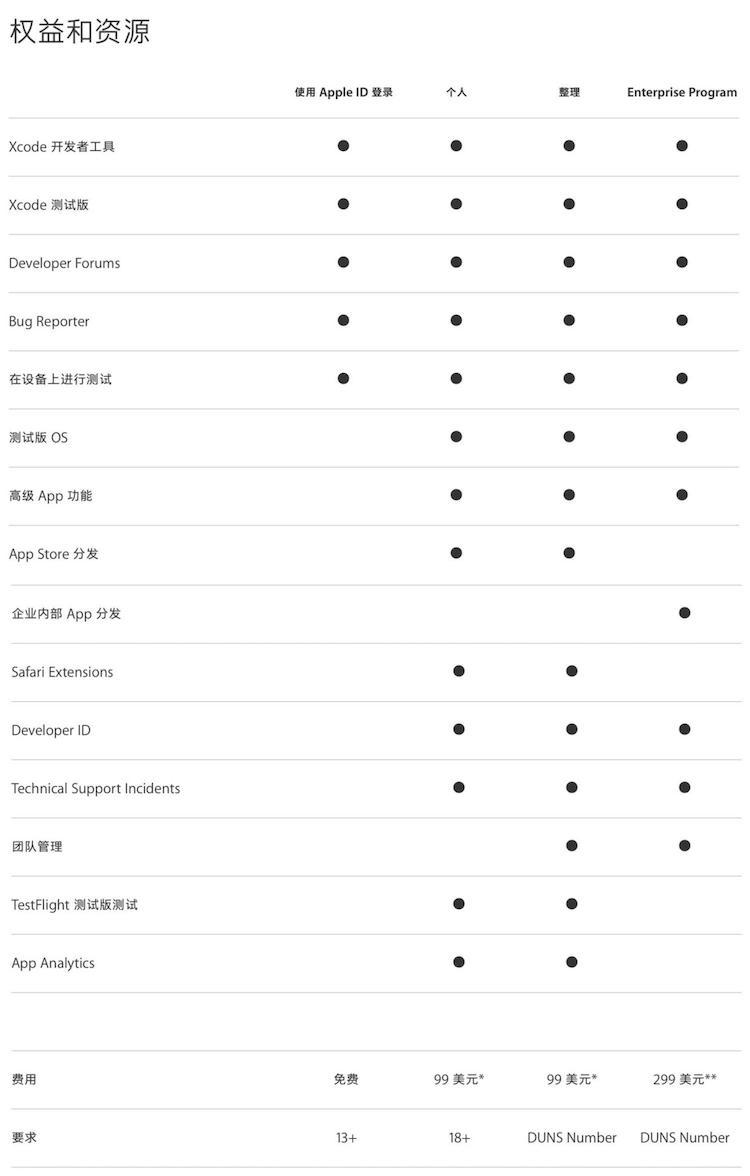 权益和资源
使用 Apple ID 登录 个人 整理 Enterprise Program
Xcode 开发者工具 ● ● ● ●
Xcode 测试版 ● ● ● ●
Developer Forums ● ● ● ●
Bug Reporter ● ● ● ●
在设备上进行测试 ● ● ● ●
测试版 OS ● ● ●
高级 App 功能 ● ● ●
App Store 分发 ● ●
企业内部 App 分发 ●
Safari Extensions ● ●
Developer ID ● ● ●
Technical Support Incidents ● ● ●
团队管理 ● ●
TestFlight 测试版测试 ● ●
App Analytics ● ●
费用 免费 99 美元* 99 美元* 299 美元**
要求 13+ 18+ DUNS Number DUNS Number